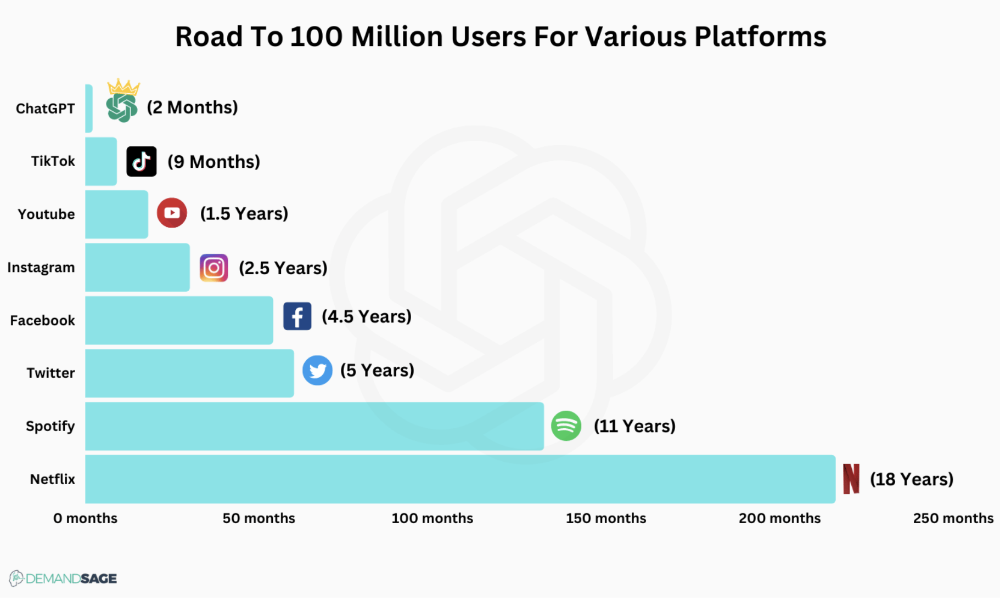 Road To 100 Million Users For Various Platforms
ChatGPT (2 Months)
TikTok (9 Months)
Youtube (1.5 Years)
Instagram (2.5 Years)
Facebook (4.5 Years)
Twitter (5 Years)
Spotify (11 Years)
Netflix N (18 Years)
0 months 50 months 100 months 150 months 200 months 250 months
DEMANDSAGE